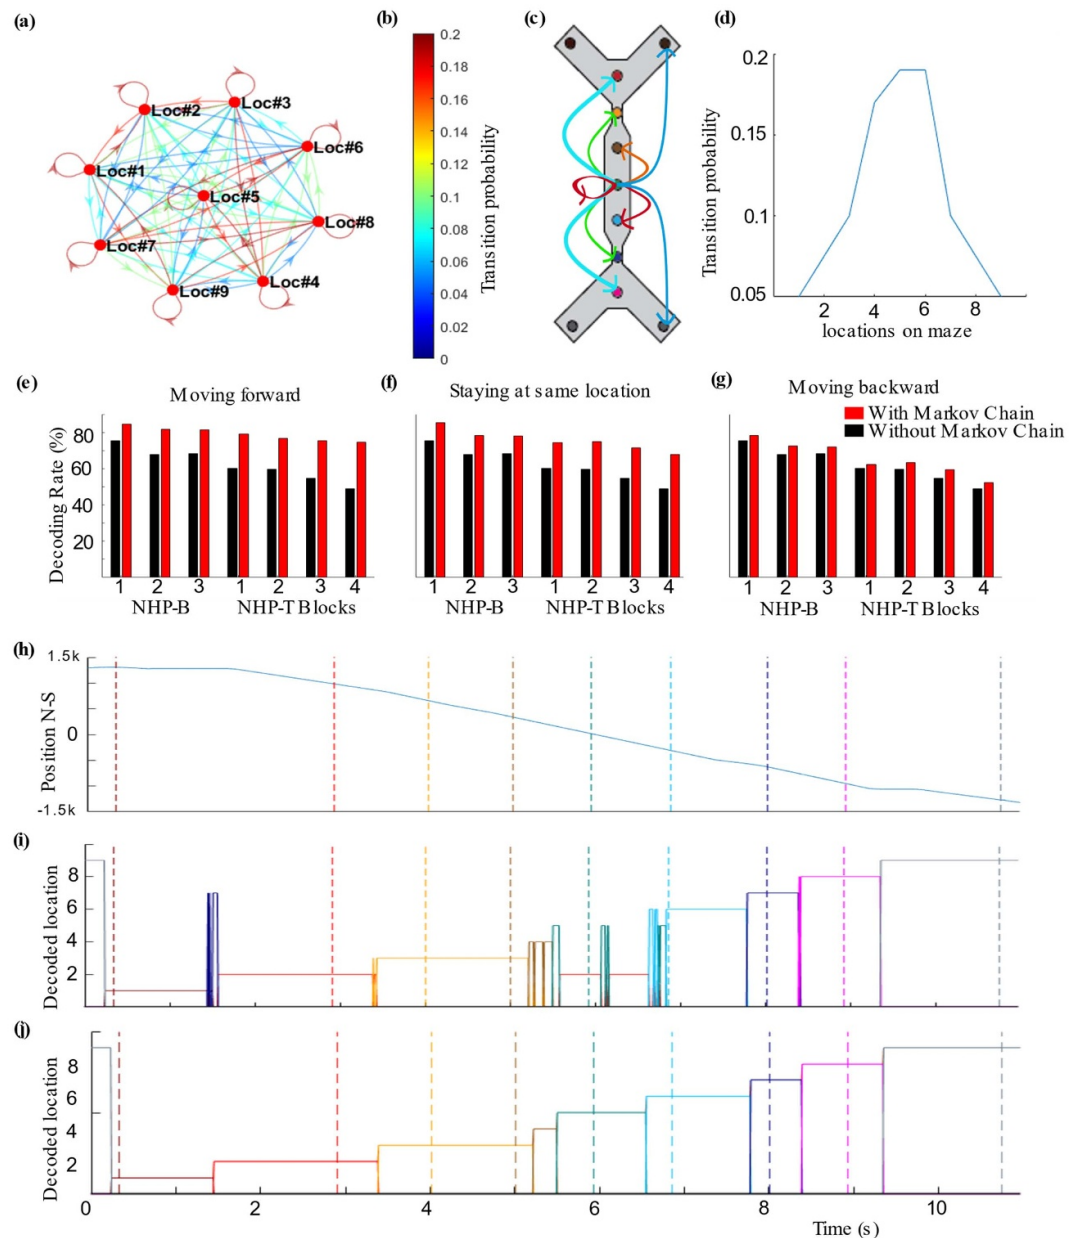 (a)
Loc#2
Loc#3
Loc#6
Loc#1
Loc#5
Loc#8
Loc#7
Loc#9
Loc#4
(b)
0.2
0.18
0.16
0.14
0.12
0.1
0.08
0.06
0.04
0.02
0
Transition probability
(c)
(d)
0.2
0.15
0.1
0.05
Transition probability
2 4 6 8
locations on maze
(e)
Moving forward
Decoding Rate (%)
80
60
40
20
1 2 3 1 2 3 4
NHP-B NHP-T Blocks
(f)
Staying at same location
1 2 3 1 2 3 4
NHP-B NHP-T Blocks
(g)
Moving backward
With Markov Chain
Without Markov Chain
1 2 3 1 2 3 4
NHP-B NHP-T Blocks
(h)
1.5k
0
-1.5k
Position N-S
(i)
8
6
4
2
Decoded location
(j)
8
6
4
2
Decoded location
0 2 4 6 8 10
Time (s)